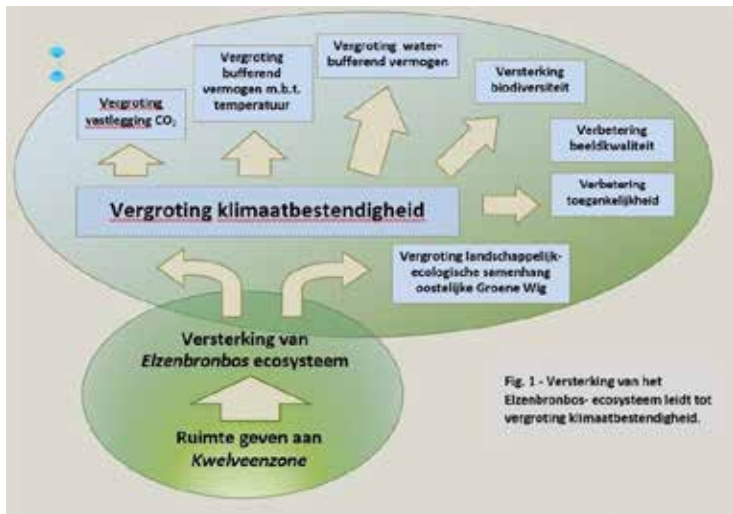 Vergroting
vastlegging CO₂
Vergroting
bufferend
vermogen m.b.t.
temperatuur
Vergroting water-
bufferend vermogen
Versterking
biodiversiteit
Verbetering
beeldkwaliteit
Verbetering
toegankelijkheid
Vergroting klimaatbestendigheid
Vergroting landschappelijk-
ecologische samenhang
oostelijke Groene Wig
Versterking van
Elzenbronbos ecosysteem
Ruimte geven aan
Kwelveenzone
Fig. 1 - Versterking van het
Elzenbronbos- ecosysteem leidt tot
vergroting klimaatbestendigheid.